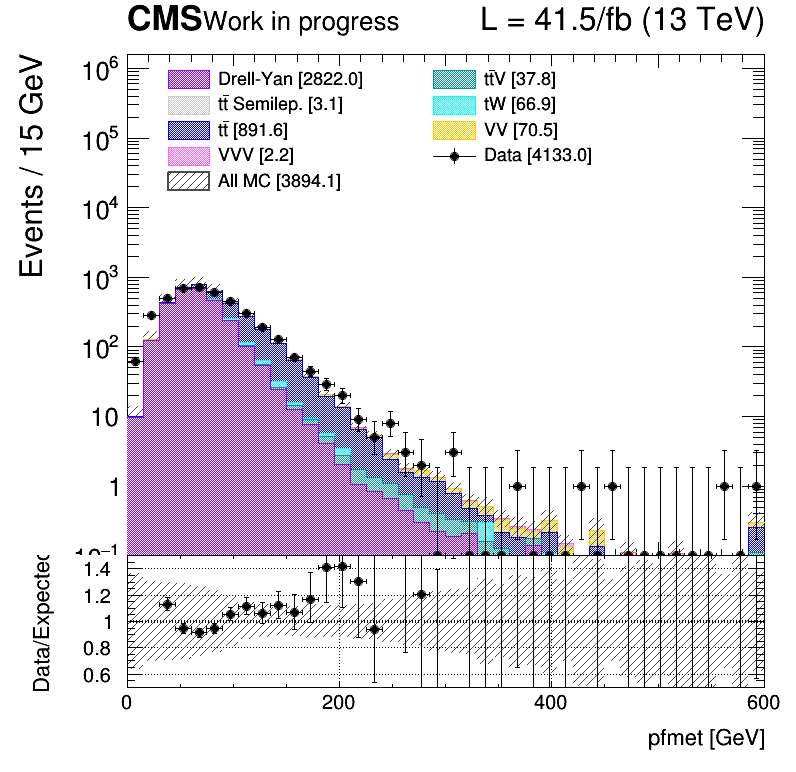 CMS Work in progress L = 41.5/fb (13 TeV)
Events / 15 GeV
10⁶
10⁵
10⁴
10³
10²
10
1
10⁻¹
Drell-Yan [2822.0]
tt̄ Semilep. [3.1]
tt̄ [891.6]
VVV [2.2]
All MC [3894.1]
tt̄V [37.8]
tW [66.9]
VV [70.5]
Data [4133.0]
Data/Expected
1.4
1.2
1
0.8
0.6
0 200 400 600
pfmet [GeV]